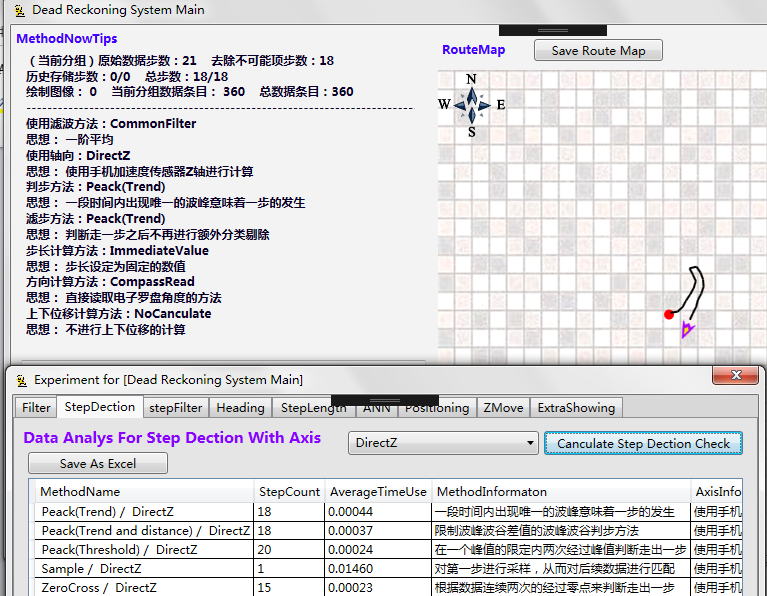 Dead Reckoning System Main
MethodNowTips
（当前分组）原始数据步数：21 去除不可能顶步数：18
历史存储步数：0/0 总步数：18/18
绘制图像： 0 当前分组数据条目： 360 总数据条目：360
使用滤波方法：CommonFilter
思想： 一阶平均
使用轴向：DirectZ
思想： 使用手机加速度传感器Z轴进行计算
判步方法：Peack(Trend)
思想： 一段时间内出现唯一的波峰意味着一步的发生
滤步方法：Peack(Trend)
思想： 判断走一步之后不再进行额外分类剔除
步长计算方法：ImmediateValue
思想： 步长设定为固定的数值
方向计算方法：CompassRead
思想： 直接读取电子罗盘角度的方法
上下位移计算方法：NoCanculate
思想： 不进行上下位移的计算
RouteMap
Save Route Map
N
W E
S
Experiment for [Dead Reckoning System Main]
Filter StepDection stepFilter Heading StepLength ANN Positioning ZMove ExtraShowing
Data Analys For Step Dection With Axis
DirectZ
Canculate Step Dection Check
Save As Excel
MethodName StepCount AverageTimeUse MethodInformaton AxisInfo
Peack(Trend) / DirectZ 18 0.00044 一段时间内出现唯一的波峰意味着一步的发生 使用手机
Peack(Trend and distance) / DirectZ 18 0.00037 限制波峰波谷差值的波峰波谷判步方法 使用手机
Peack(Threshold) / DirectZ 20 0.00024 在一个峰值的限定内两次经过峰值判断走出一步 使用手机
Sample / DirectZ 1 0.01460 对第一步进行采样，从而对后续数据进行匹配 使用手机
ZeroCross / DirectZ 15 0.00023 根据数据连续两次的经过零点来判断走出一步 使用手机